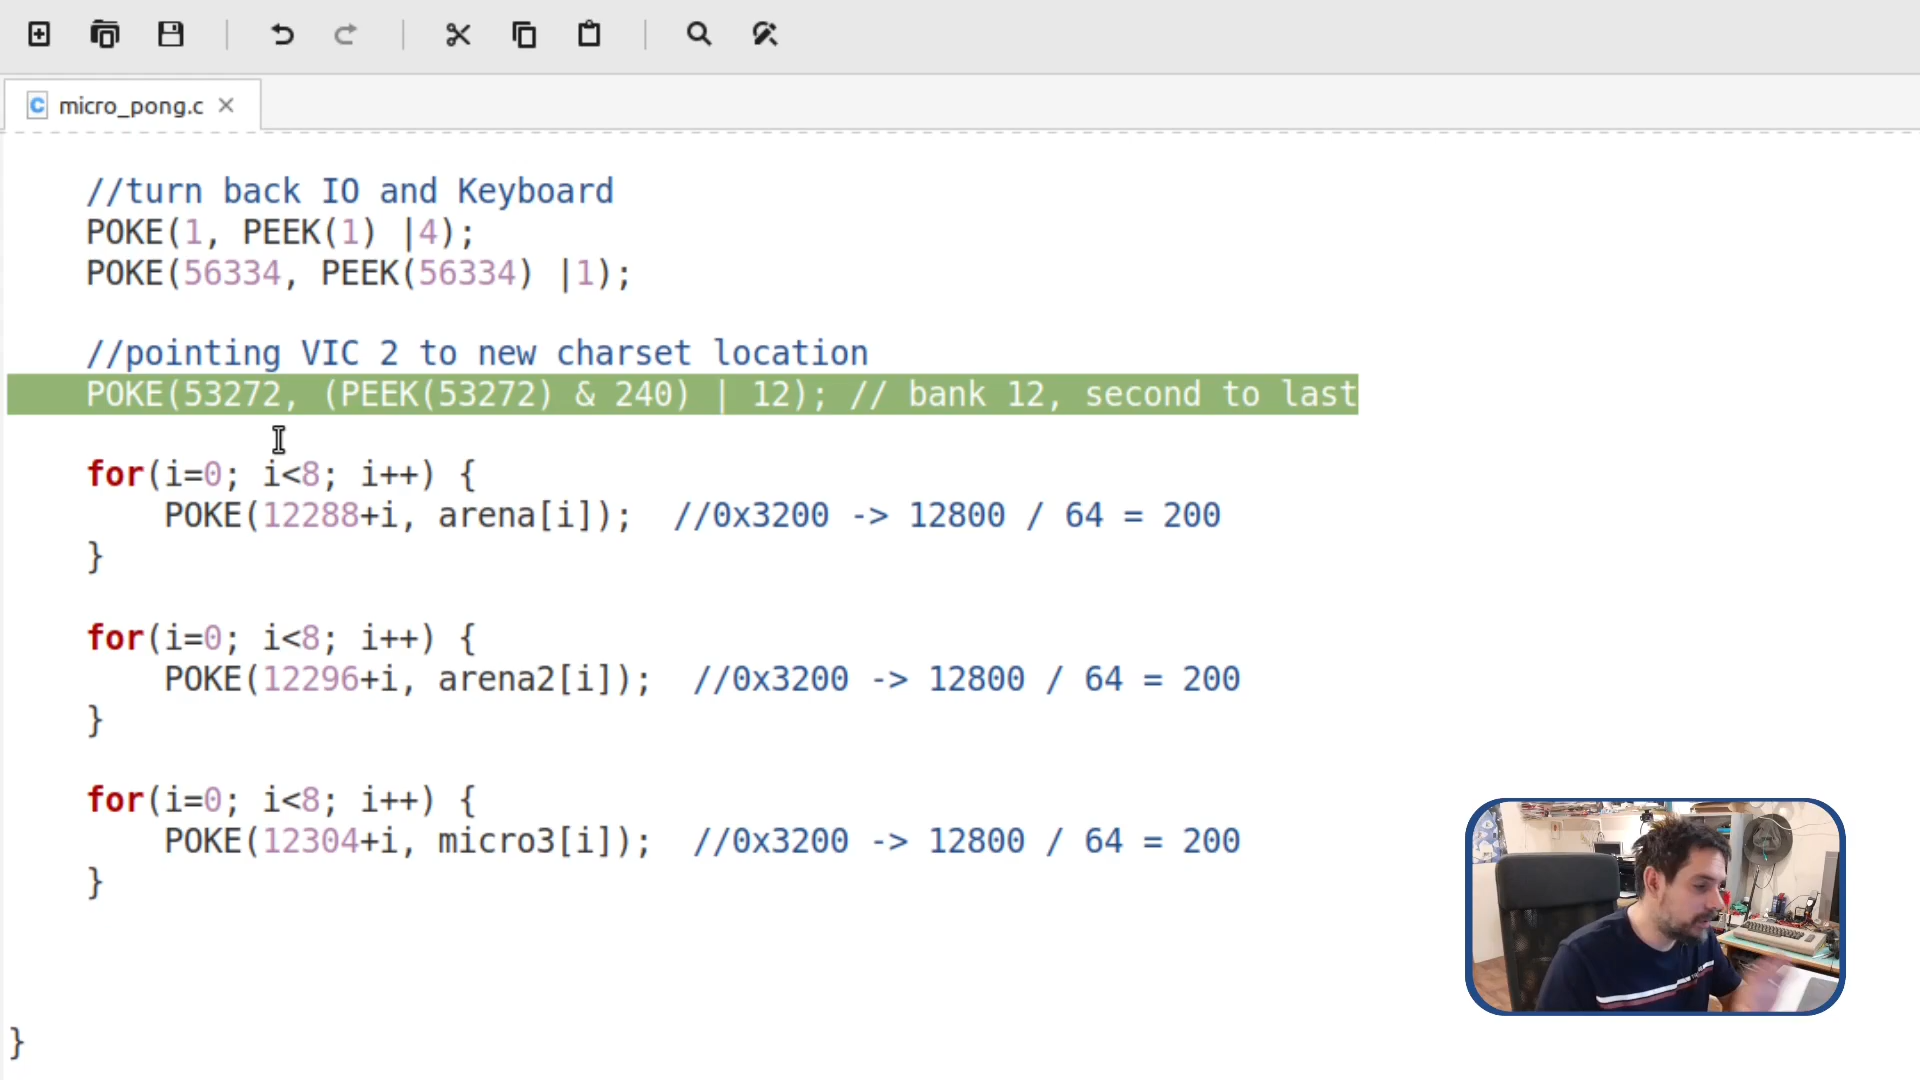 micro_pong.c
//turn back IO and Keyboard
POKE(1, PEEK(1) |4);
POKE(56334, PEEK(56334) |1);
//pointing VIC 2 to new charset location
POKE(53272, (PEEK(53272) & 240) | 12); // bank 12, second to last
for(i=0; i<8; i++) {
POKE(12288+i, arena[i]);  //0x3200 -> 12800 / 64 = 200
}
for(i=0; i<8; i++) {
POKE(12296+i, arena2[i]);  //0x3200 -> 12800 / 64 = 200
}
for(i=0; i<8; i++) {
POKE(12304+i, micro3[i]);  //0x3200 -> 12800 / 64 = 200
}
}